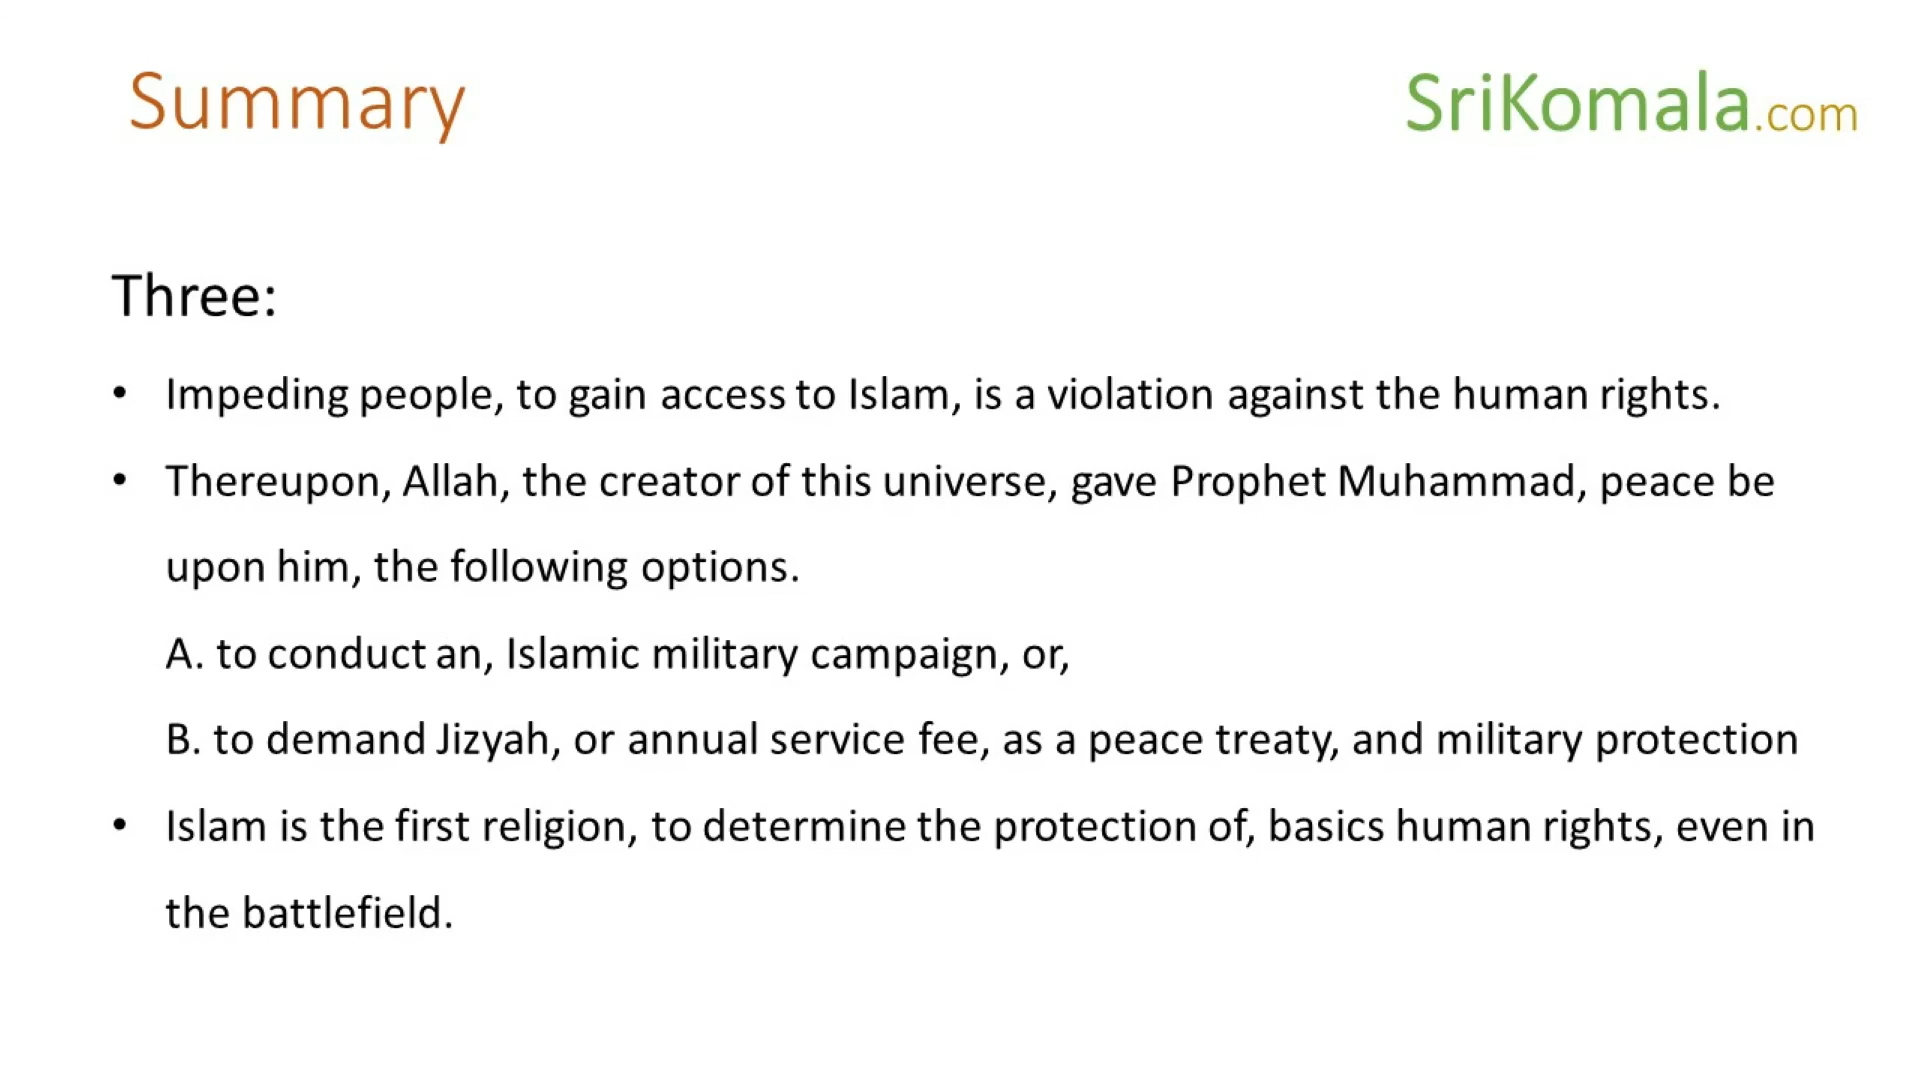 Summary
SriKomala.com
Three:
• Impeding people, to gain access to Islam, is a violation against the human rights.
• Thereupon, Allah, the creator of this universe, gave Prophet Muhammad, peace be
upon him, the following options.
A. to conduct an, Islamic military campaign, or,
B. to demand Jizyah, or annual service fee, as a peace treaty, and military protection
• Islam is the first religion, to determine the protection of, basics human rights, even in
the battlefield.